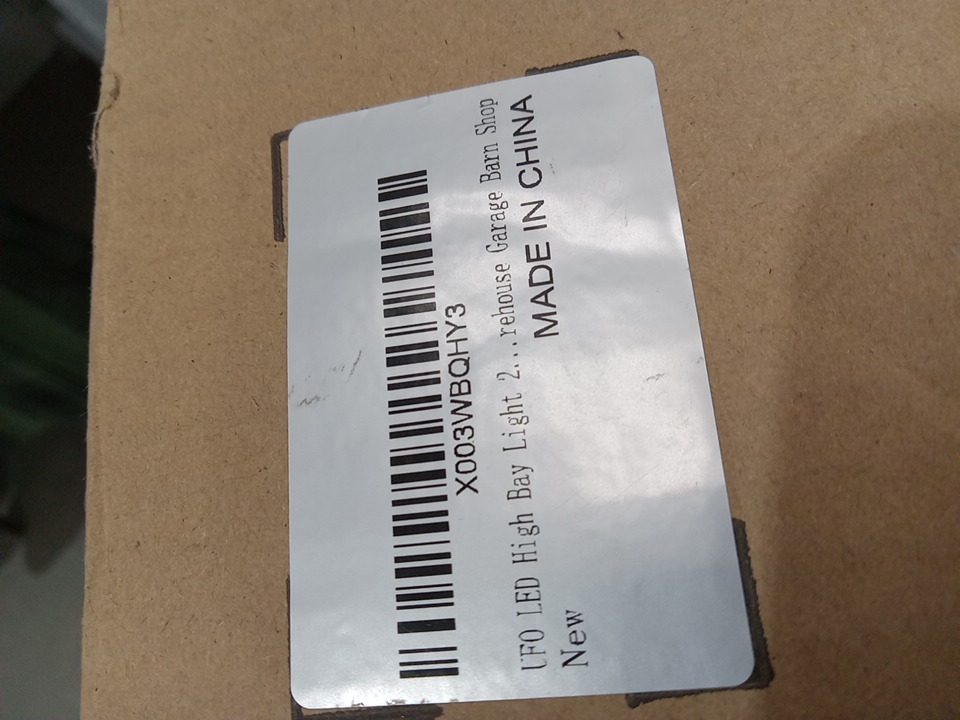 X003WBQHY3
UFO LED High Bay Light 2...rehouse Garage Barn Shop
New
MADE IN CHINA